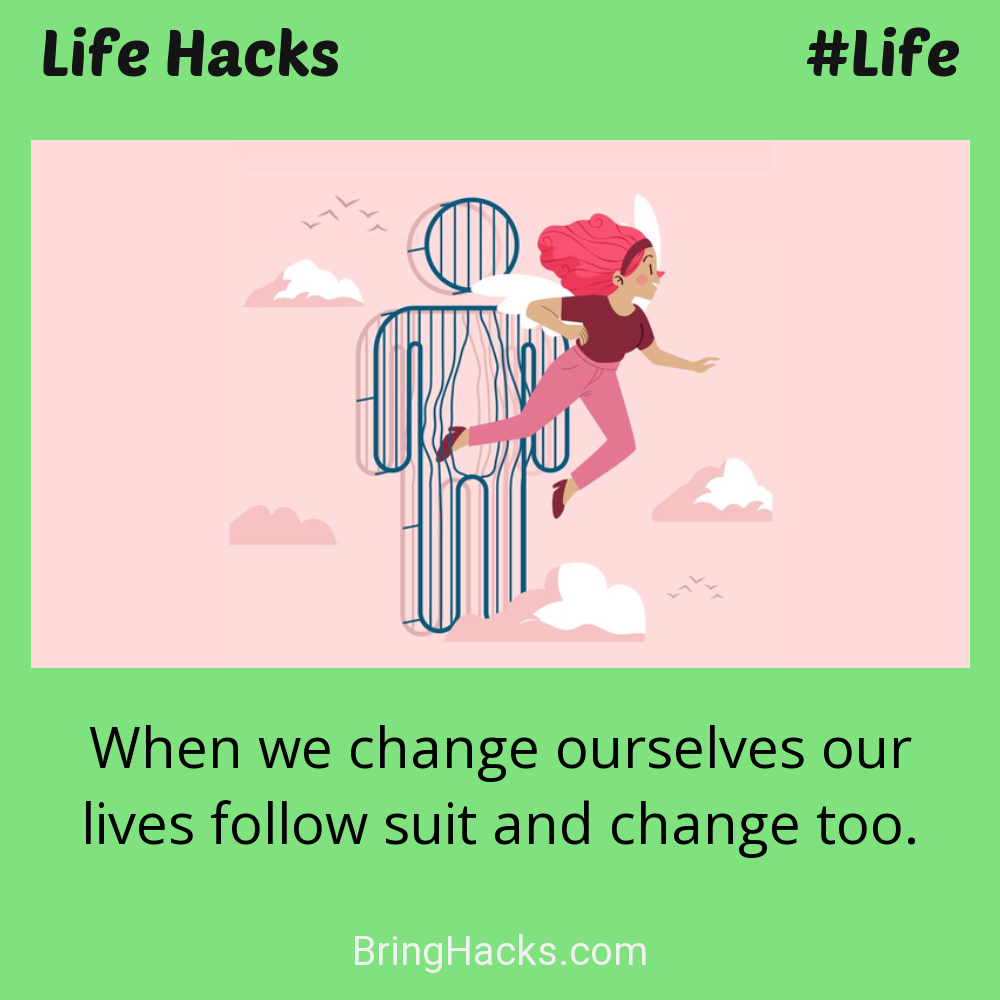 Life Hacks
#Life
When we change ourselves our
lives follow suit and change too.
BringHacks.com